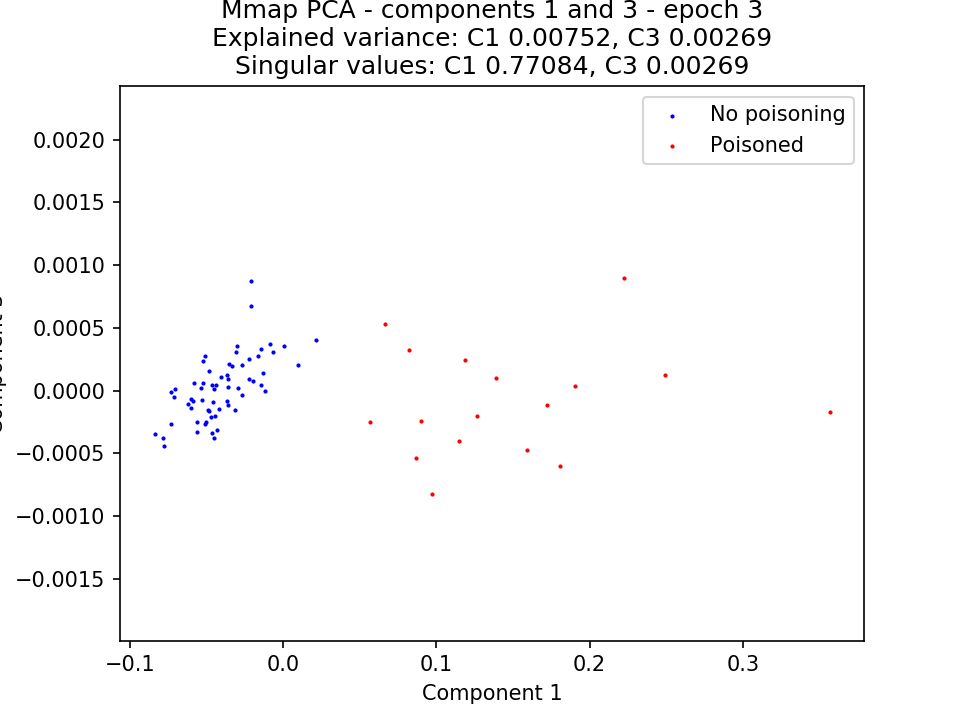 Mmap PCA - components 1 and 3 - epoch 3
Explained variance: C1 0.00752, C3 0.00269
Singular values: C1 0.77084, C3 0.00269
No poisoning
Poisoned
0.0020
0.0015
0.0010
0.0005
0.0000
−0.0005
−0.0010
−0.0015
−0.1
0.0
0.1
0.2
0.3
Component 1